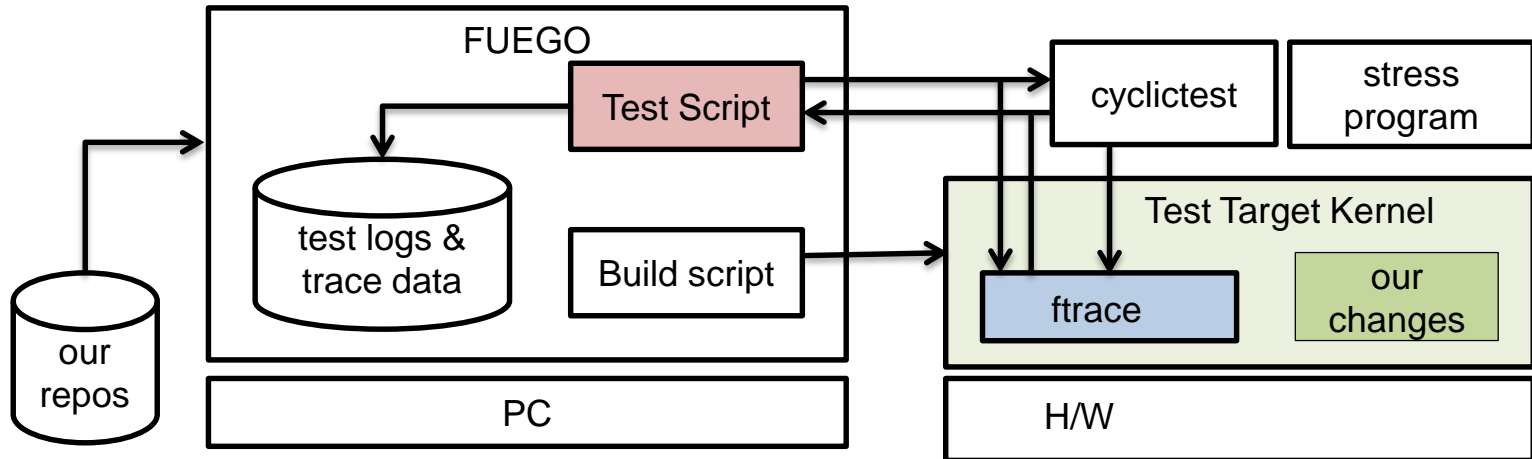 FUEGO
Test Script
cyclictest
stress
program
test logs &
trace data
Build script
Test Target Kernel
ftrace
our
changes
our
repos
PC
H/W